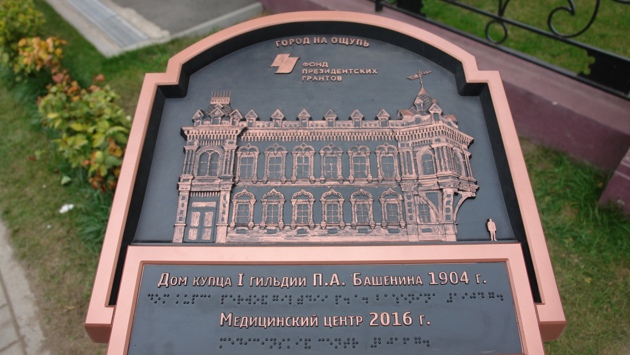 ГОРОД НА ОЩУПЬ
ФОНД
ПРЕЗИДЕНТСКИХ
ГРАНТОВ
Дом купца I гильдии П.А. Башенина 1904 г.
Медицинский центр 2016 г.